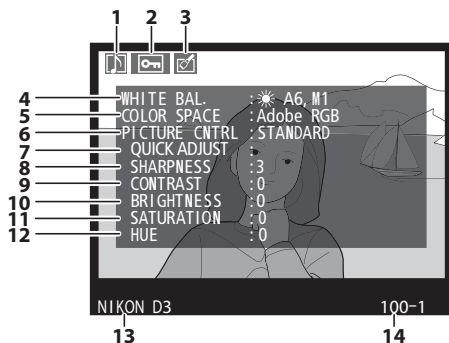 1 2 3
4 WHITE BAL. : A6, M1
5 COLOR SPACE : Adobe RGB
6 PICTURE CNTRL : STANDARD
7 QUICK ADJUST :
8 SHARPNESS : 3
9 CONTRAST : 0
10 BRIGHTNESS : 0
11 SATURATION : 0
12 HUE : 0
NIKON D3 100-1
13 14